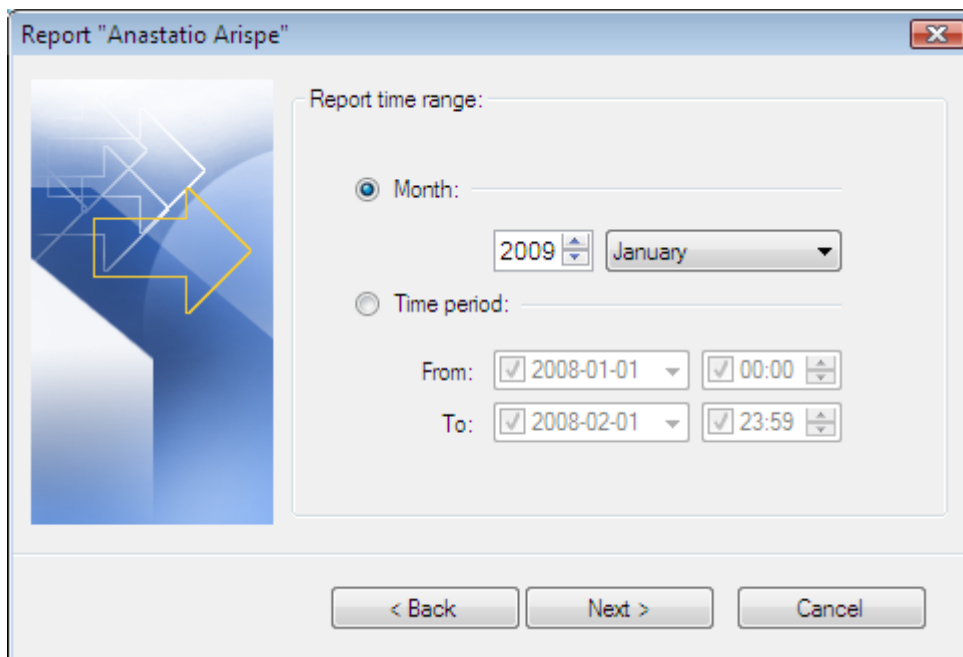 Report "Anastatio Arispe"
Report time range:
Month:
2009 January
Time period:
From: 2008-01-01 00:00
To: 2008-02-01 23:59
< Back Next > Cancel